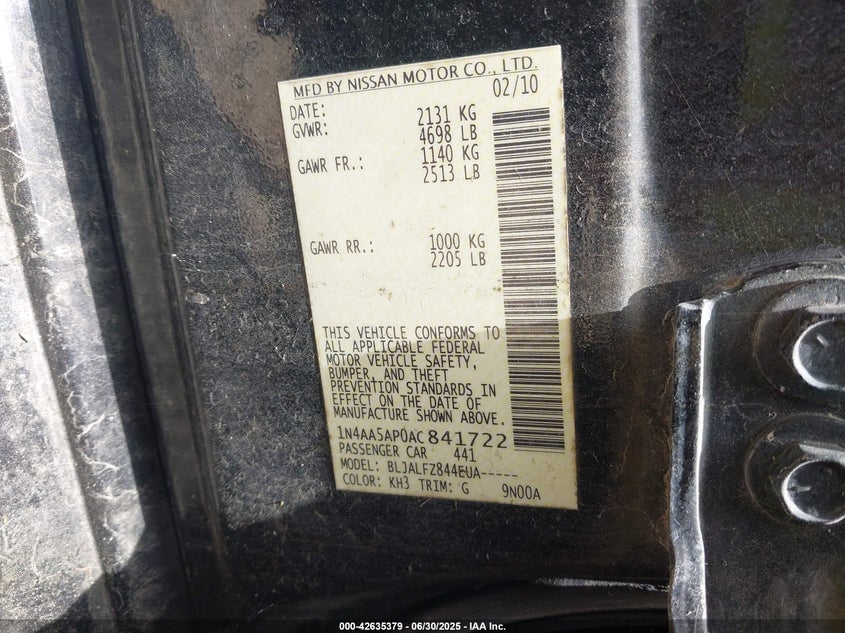 MFD BY NISSAN MOTOR CO., LTD.
DATE: 02/10
GVWR: 2131 KG
4698 LB
GAWR FR.: 1140 KG
2513 LB
GAWR RR.: 1000 KG
2205 LB
THIS VEHICLE CONFORMS TO
ALL APPLICABLE FEDERAL
MOTOR VEHICLE SAFETY,
BUMPER, AND THEFT
PREVENTION STANDARDS IN
EFFECT ON THE DATE OF
MANUFACTURE SHOWN ABOVE.
1N4AA5AP0AC841722
PASSENGER CAR 441
MODEL: BLJALFZ844EUA-----
COLOR: KH3 TRIM: G 9N00A
000-42635379 - 06/30/2025 - IAA Inc.